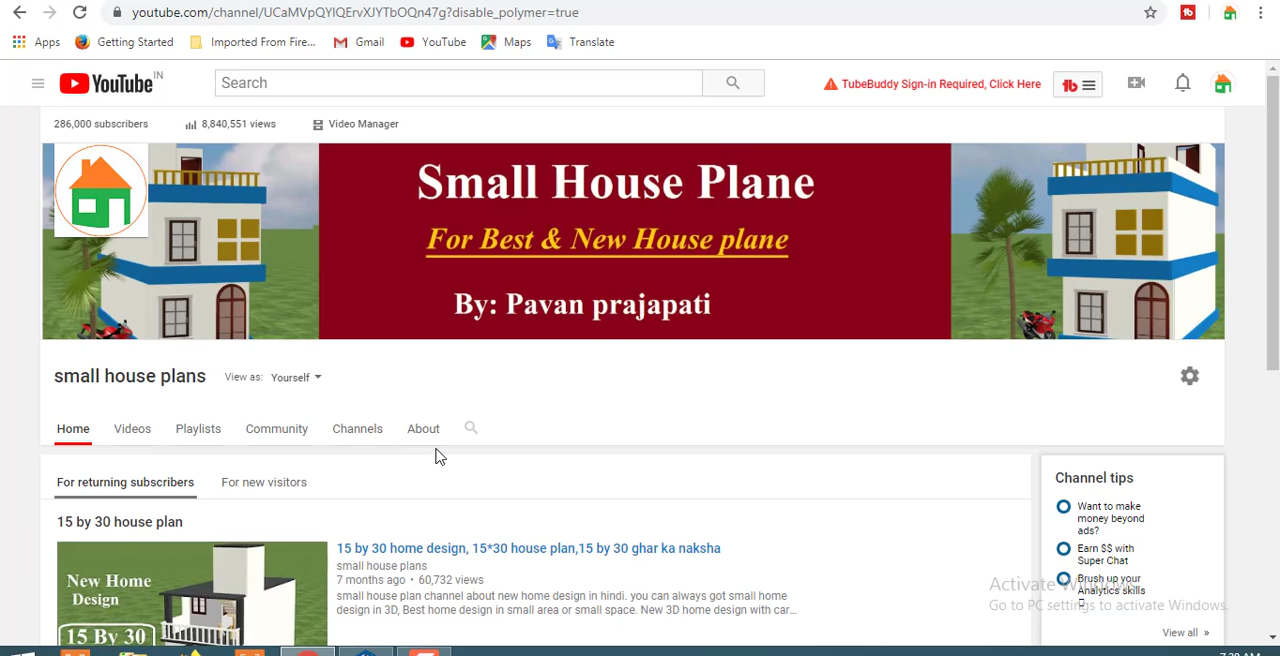 youtube.com/channel/UCaMVpQYIQErvXJYTbOQn47g?disable_polymer=true
Apps Getting Started Imported From Fire... Gmail YouTube Maps Translate
YouTube IN Search TubeBuddy Sign-in Required, Click Here
286,000 subscribers 8,840,551 views Video Manager
Small House Plane
For Best & New House plane
By: Pavan prajapati
small house plans View as: Yourself
Home Videos Playlists Community Channels About
For returning subscribers For new visitors
15 by 30 house plan
New Home
Design
15 By 30
15 by 30 home design, 15*30 house plan,15 by 30 ghar ka naksha
small house plans
7 months ago • 60,732 views
house plan channel about new home design in hindi. you can always got small home
design in 3D, Best home design in small area or small space. New 3D home design with car...
Channel tips
Want to make
money beyond
ads?
Earn $$ with
Super Chat
Brush up your
Analytics skills
View all »
Activate Windows
Go to PC settings to activate Windows.